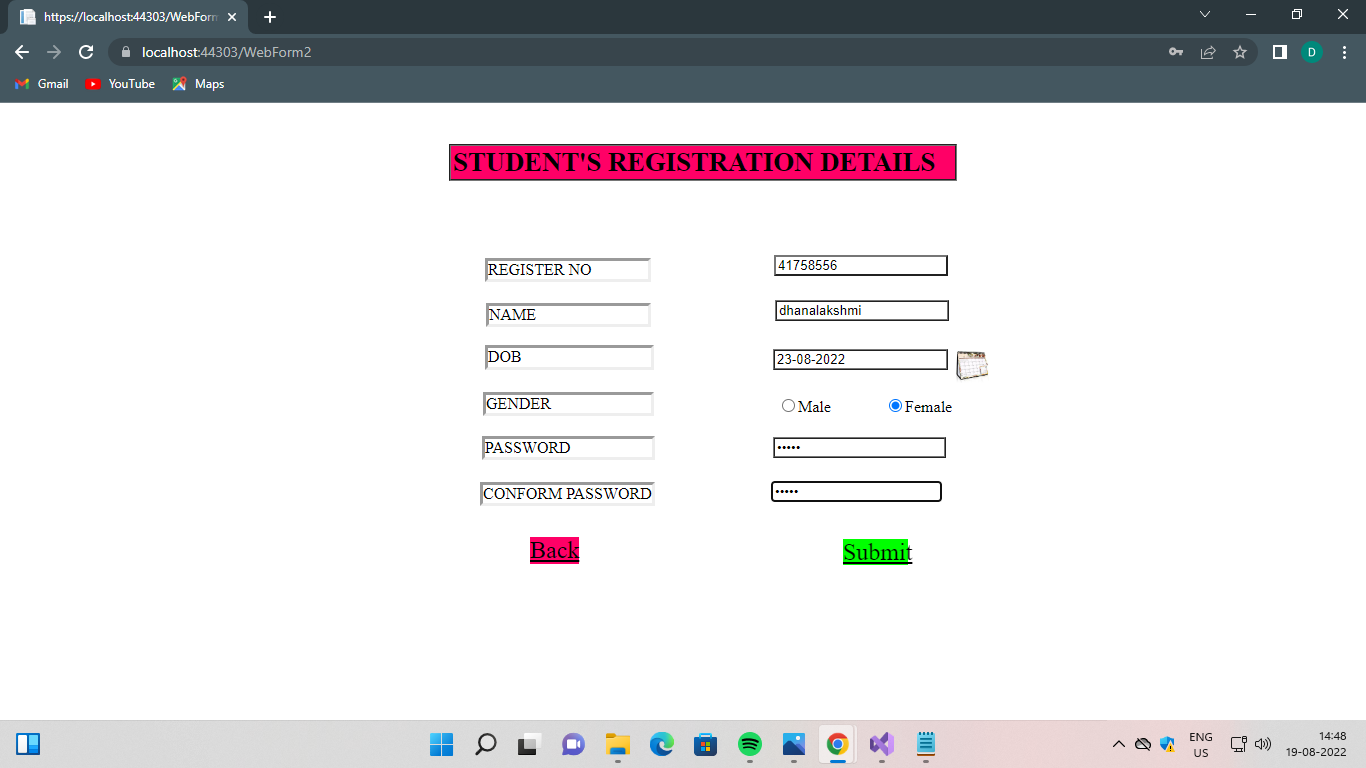 https://localhost:44303/WebForm
localhost:44303/WebForm2
D
Gmail YouTube Maps
STUDENT'S REGISTRATION DETAILS
REGISTER NO 41758556
NAME dhanalakshmi
DOB 23-08-2022
GENDER Male Female
PASSWORD •••••
CONFORM PASSWORD •••••
Back Submit
ENG 14:48
US 19-08-2022